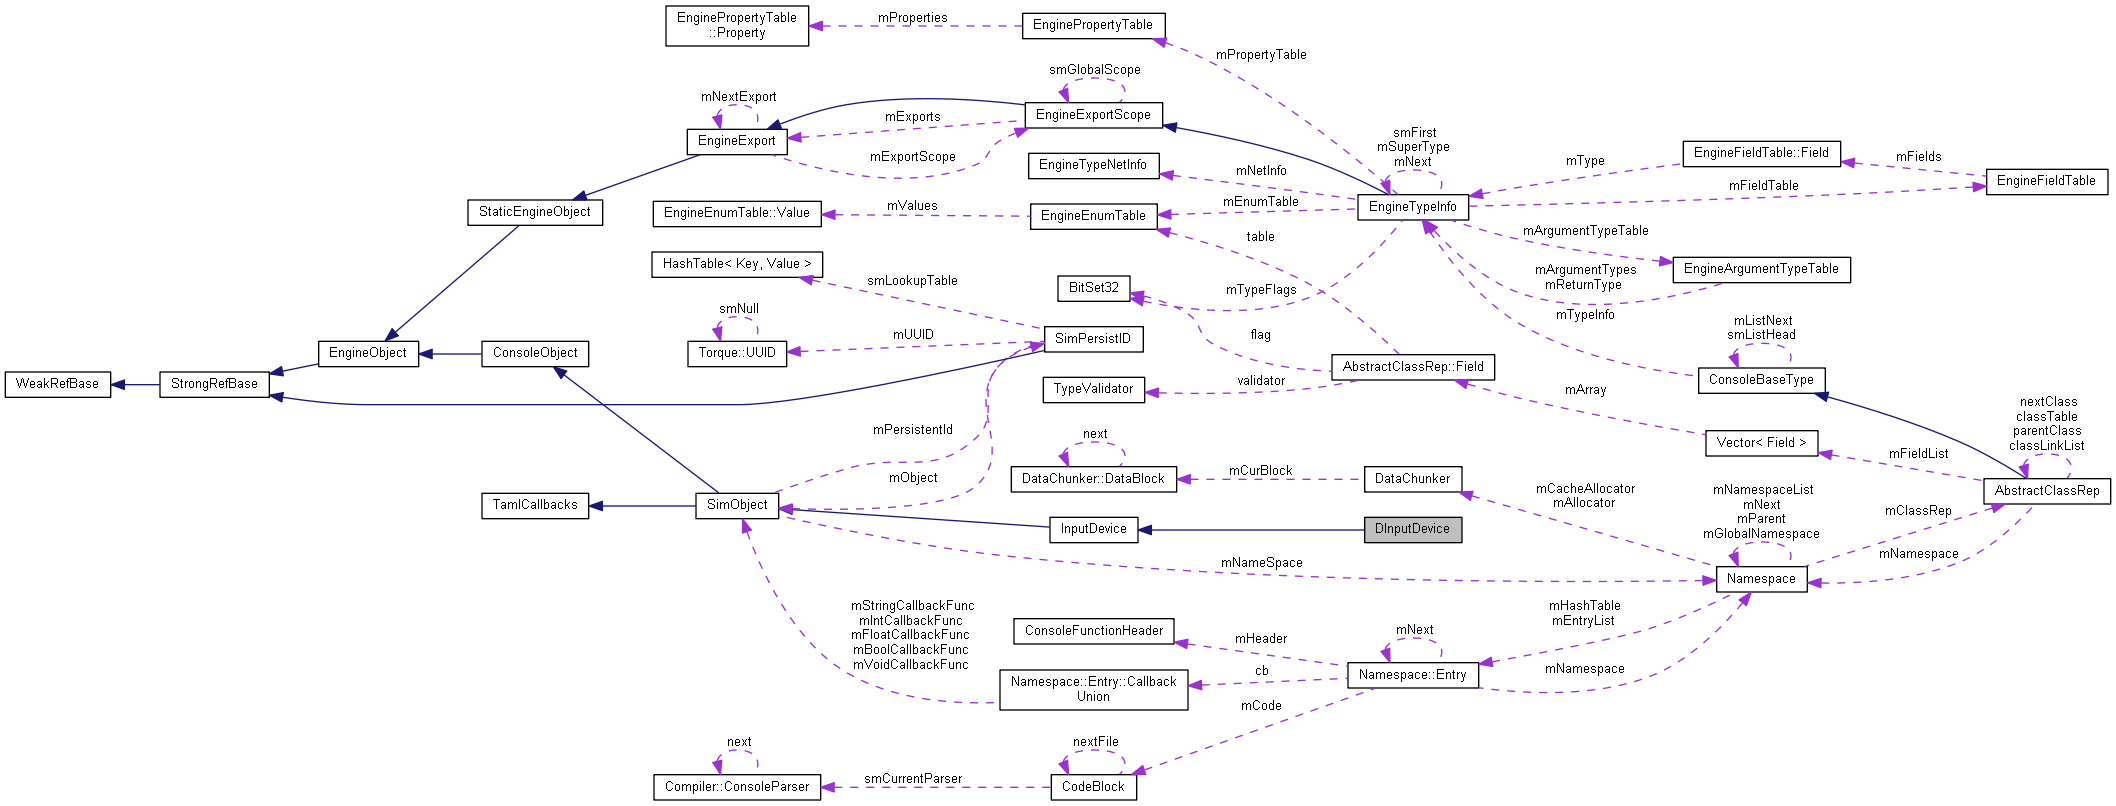 EnginePropertyTable
::Property
mProperties
EnginePropertyTable
mPropertyTable
smGlobalScope
EngineExportScope
mNextExport
EngineExport
mExports
mExportScope
EngineTypeNetInfo
mNetInfo
smFirst
mSuperType
mNext
EngineTypeInfo
mType
EngineFieldTable::Field
mFields
EngineFieldTable
mFieldTable
StaticEngineObject
EngineEnumTable::Value
mValues
EngineEnumTable
mEnumTable
table
mArgumentTypeTable
EngineArgumentTypeTable
mArgumentTypes
mReturnType
HashTable< Key, Value >
smLookupTable
BitSet32
mTypeFlags
mTypeInfo
smNull
Torque::UUID
mUUID
SimPersistID
flag
mListNext
smListHead
ConsoleBaseType
EngineObject
ConsoleObject
WeakRefBase
StrongRefBase
AbstractClassRep::Field
TypeValidator
validator
mArray
nextClass
classTable
parentClass
classLinkList
AbstractClassRep
mPersistentId
mObject
next
DataChunker::DataBlock
mCurBlock
DataChunker
Vector< Field >
mFieldList
mCacheAllocator
mAllocator
mNamespaceList
mNext
mParent
mGlobalNamespace
Namespace
mClassRep
mNamespace
TamlCallbacks
SimObject
InputDevice
DInputDevice
mNameSpace
mStringCallbackFunc
mIntCallbackFunc
mFloatCallbackFunc
mBoolCallbackFunc
mVoidCallbackFunc
ConsoleFunctionHeader
mHeader
mNext
Namespace::Entry
mHashTable
mEntryList
mNamespace
Namespace::Entry::Callback
Union
cb
mCode
next
Compiler::ConsoleParser
smCurrentParser
nextFile
CodeBlock